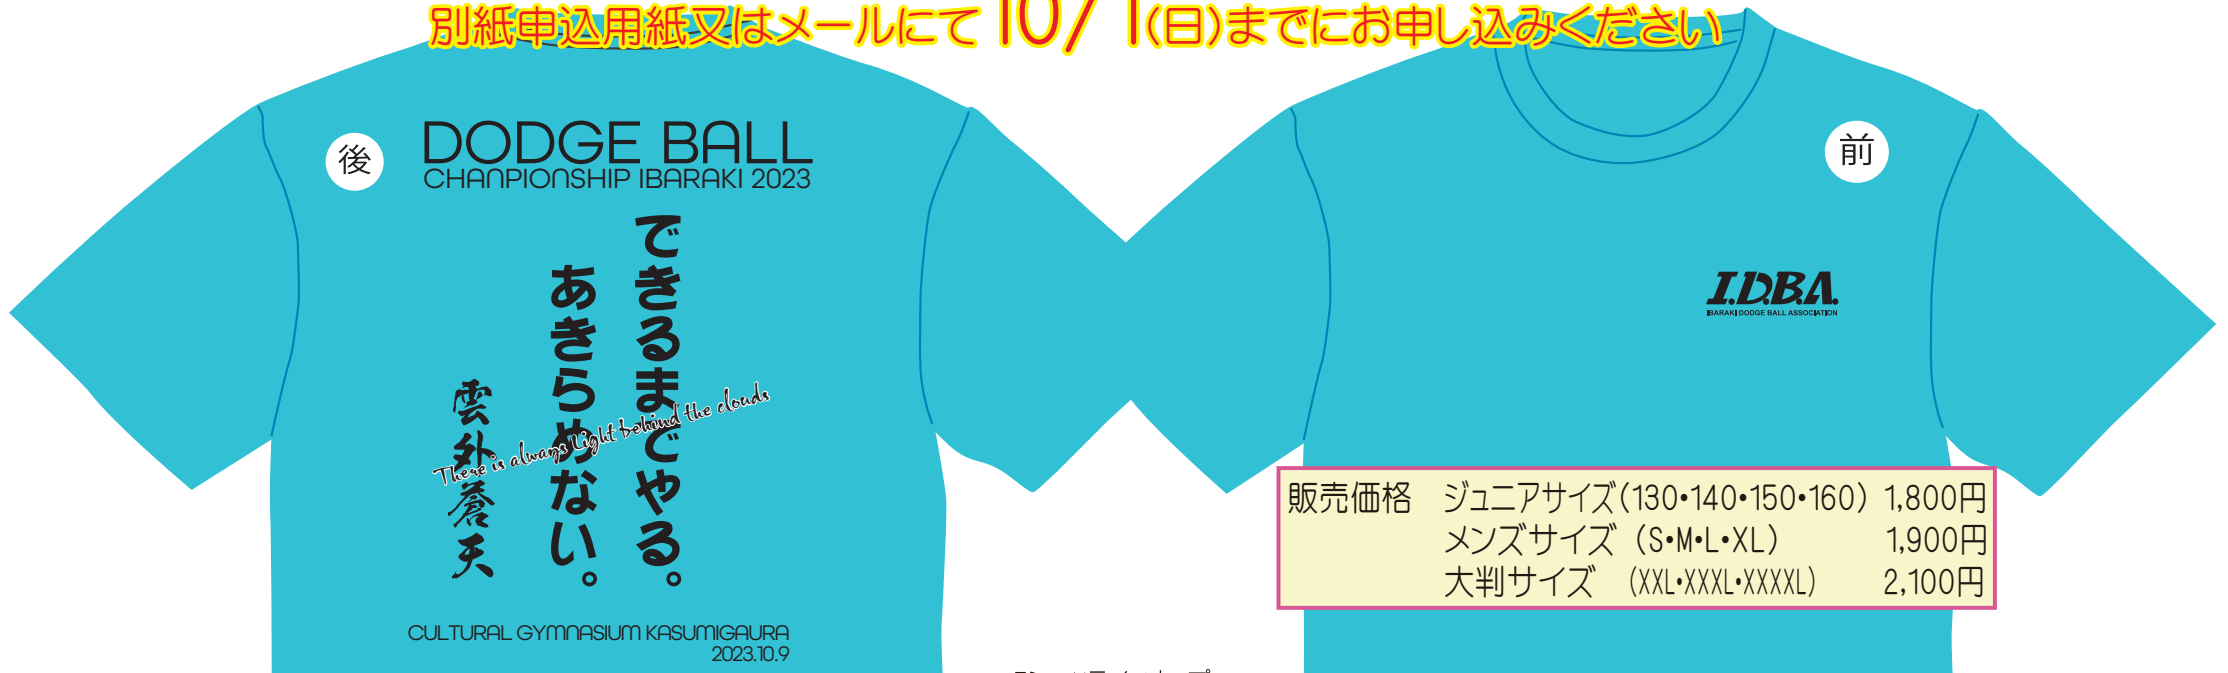 別紙申込用紙又はメールにて10/1(日)までにお申し込みください
後
DODGE BALL
CHANPIONSHIP IBARAKI 2023
できるまでやる。
あきらめない。
雲外蒼天
There is always light behind the clouds
CULTURAL GYMNASIUM KASUMIGAURA
2023.10.9
前
I.D.B.A.
IBARAKI DODGE BALL ASSOCIATION
販売価格 ジュニアサイズ(130・140・150・160) 1,800円
メンズサイズ (S・M・L・XL) 1,900円
大判サイズ (XXL・XXXL・XXXXL) 2,100円